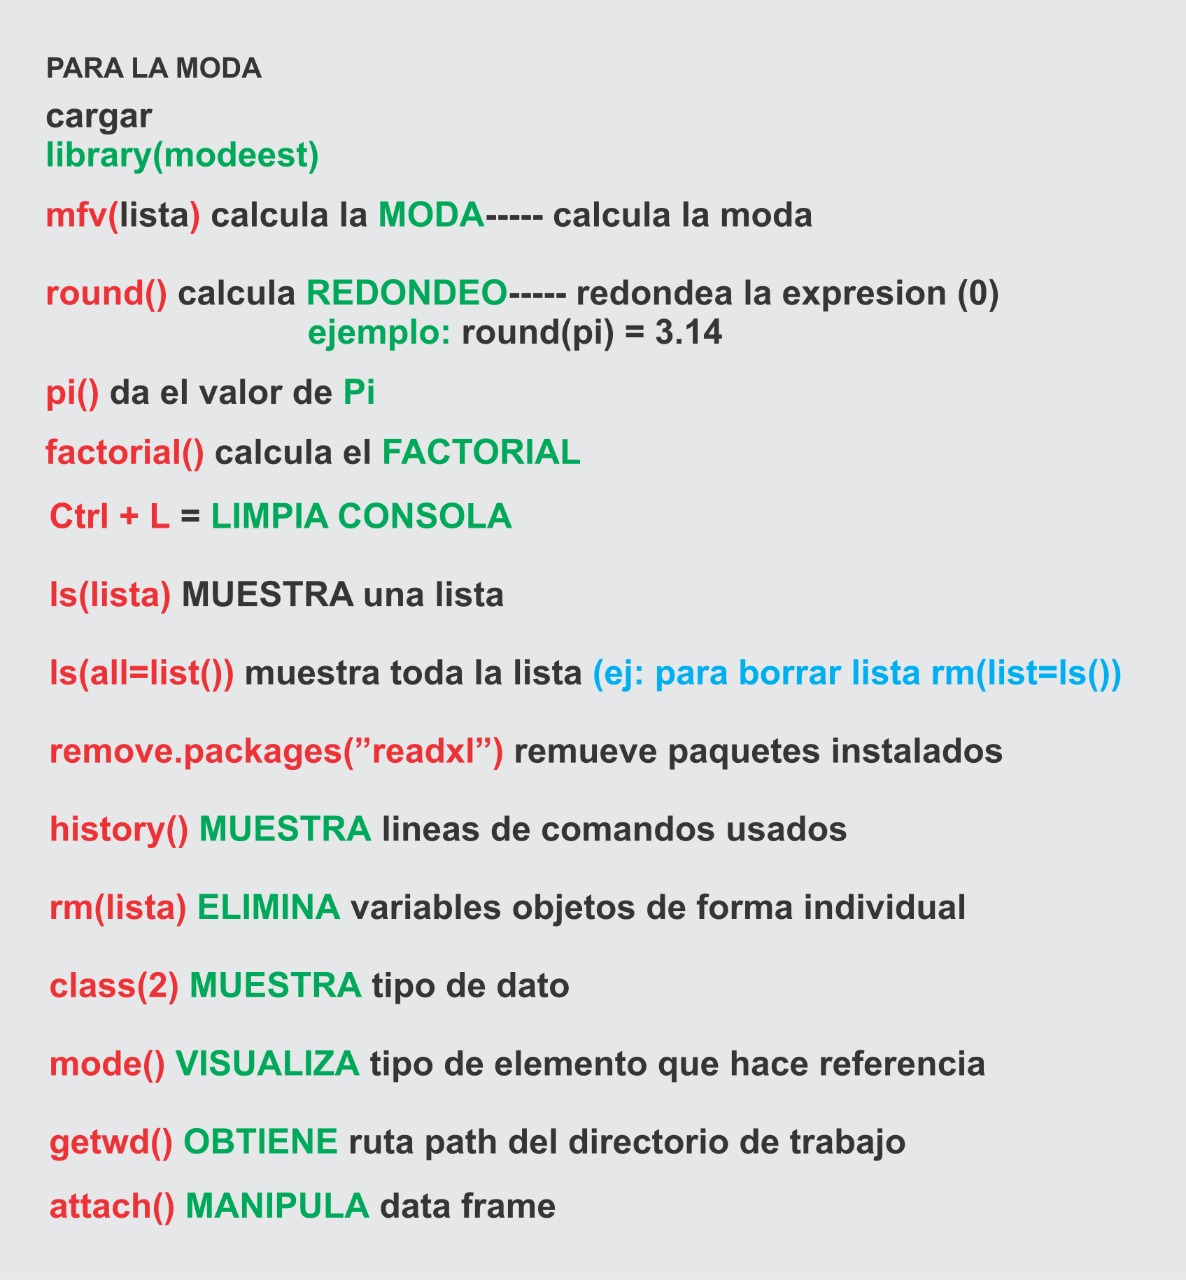 PARA LA MODA
cargar
library(modeest)
mfv(lista) calcula la MODA----- calcula la moda
round() calcula REDONDEO----- redondea la expresion (0)
ejemplo: round(pi) = 3.14
pi() da el valor de Pi
factorial() calcula el FACTORIAL
Ctrl + L = LIMPIA CONSOLA
ls(lista) MUESTRA una lista
ls(all=list()) muestra toda la lista (ej: para borrar lista rm(list=ls())
remove.packages(”readxl”) remueve paquetes instalados
history() MUESTRA lineas de comandos usados
rm(lista) ELIMINA variables objetos de forma individual
class(2) MUESTRA tipo de dato
mode() VISUALIZA tipo de elemento que hace referencia
getwd() OBTIENE ruta path del directorio de trabajo
attach() MANIPULA data frame